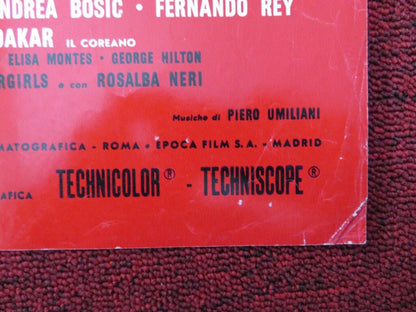 ANDREA BOSIC • FERNANDO REY
DAKAR IL COREANO
ELISA MONTES • GEORGE HILTON
RGIRLS e con ROSALBA NERI
Musiche di PIERO UMILIANI
MATOGRAFICA - ROMA • EPOCA FILM S.A. - MADRID
AFICA TECHNICOLOR® - TECHNISCOPE®